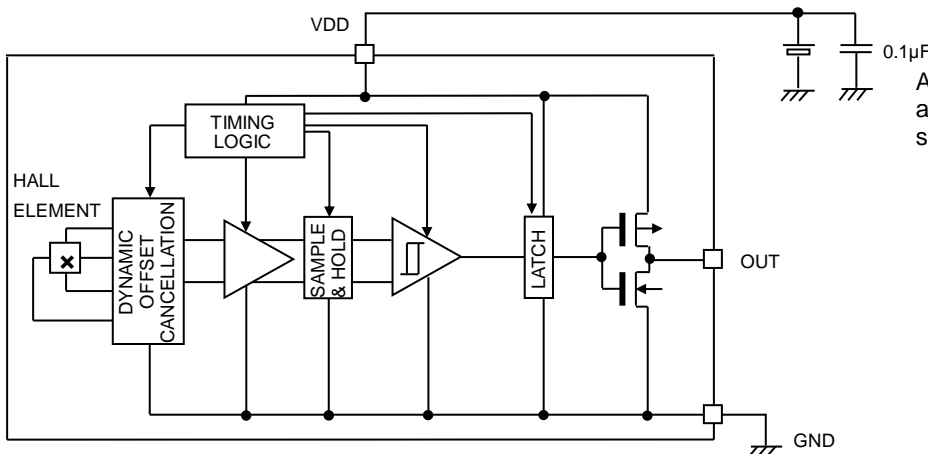 VDD
0.1μF
A
a
s
TIMING
LOGIC
HALL
ELEMENT
DYNAMIC
OFFSET
CANCELLATION
SAMPLE
& HOLD
LATCH
OUT
GND